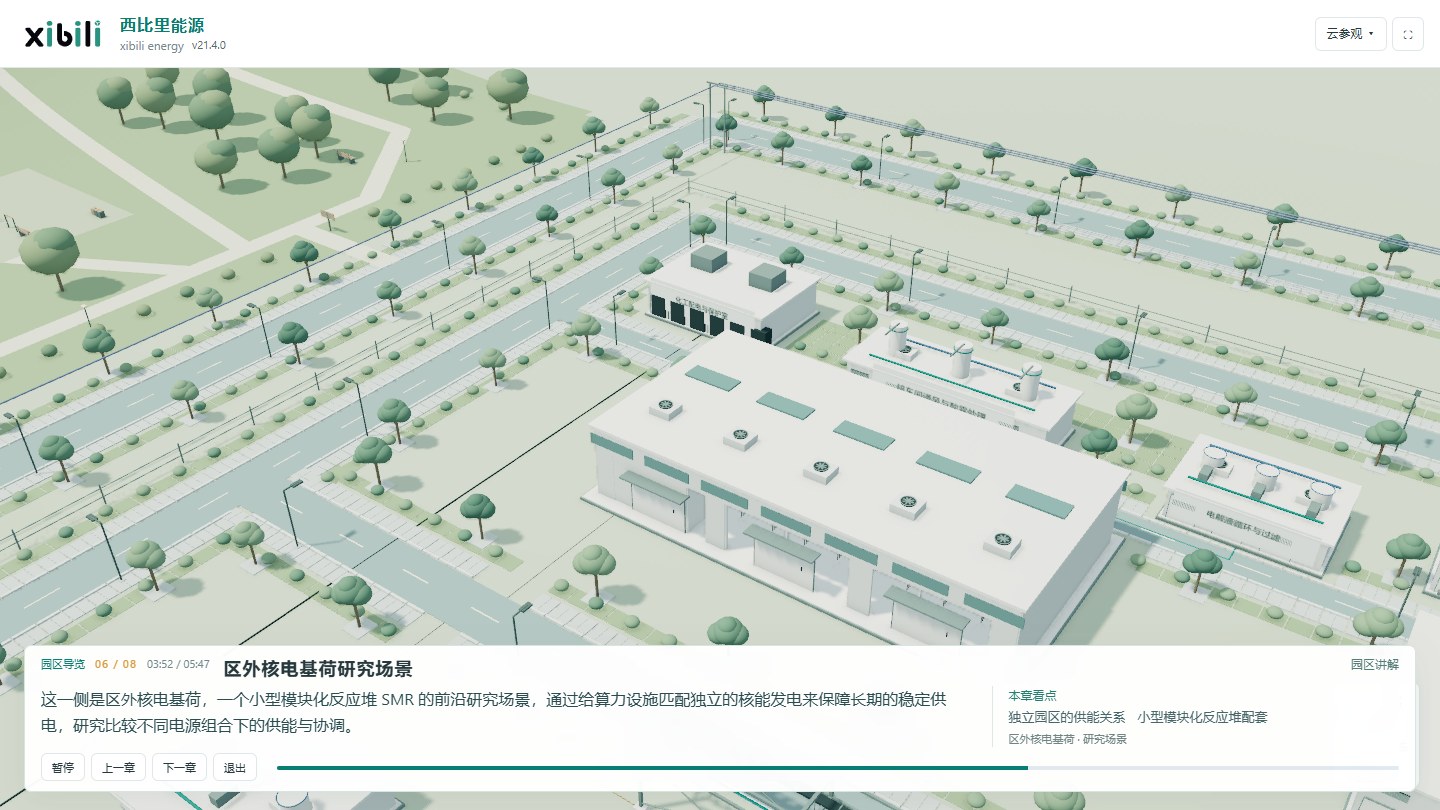 xibili
西比里能源
xibili energy v21.4.0
云参观
电解液循环与过滤
园区导览 06 / 08 03:52 / 05:47 区外核电基荷研究场景
园区讲解
这一侧是区外核电基荷，一个小型模块化反应堆 SMR 的前沿研究场景，通过给算力设施匹配独立的核能发电来保障长期的稳定供
电，研究比较不同电源组合下的供能与协调。
本章看点
独立园区的供能关系 小型模块化反应堆配套
区外核电基荷 · 研究场景
暂停 上一章 下一章 退出